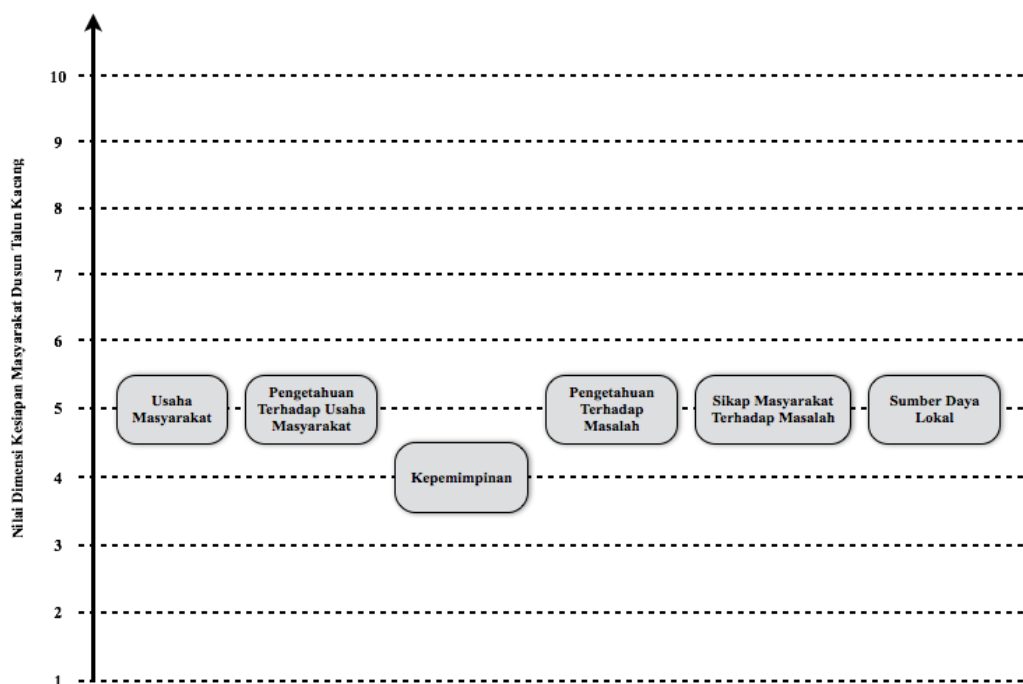 Nilai Dimensi Kesiapan Masyarakat Dusun Talun Kacang
10
9
8
7
6
5
4
3
2
1
Usaha
Masyarakat
Pengetahuan
Terhadap Usaha
Masyarakat
Kepemimpinan
Pengetahuan
Terhadap
Masalah
Sikap Masyarakat
Terhadap Masalah
Sumber Daya
Lokal